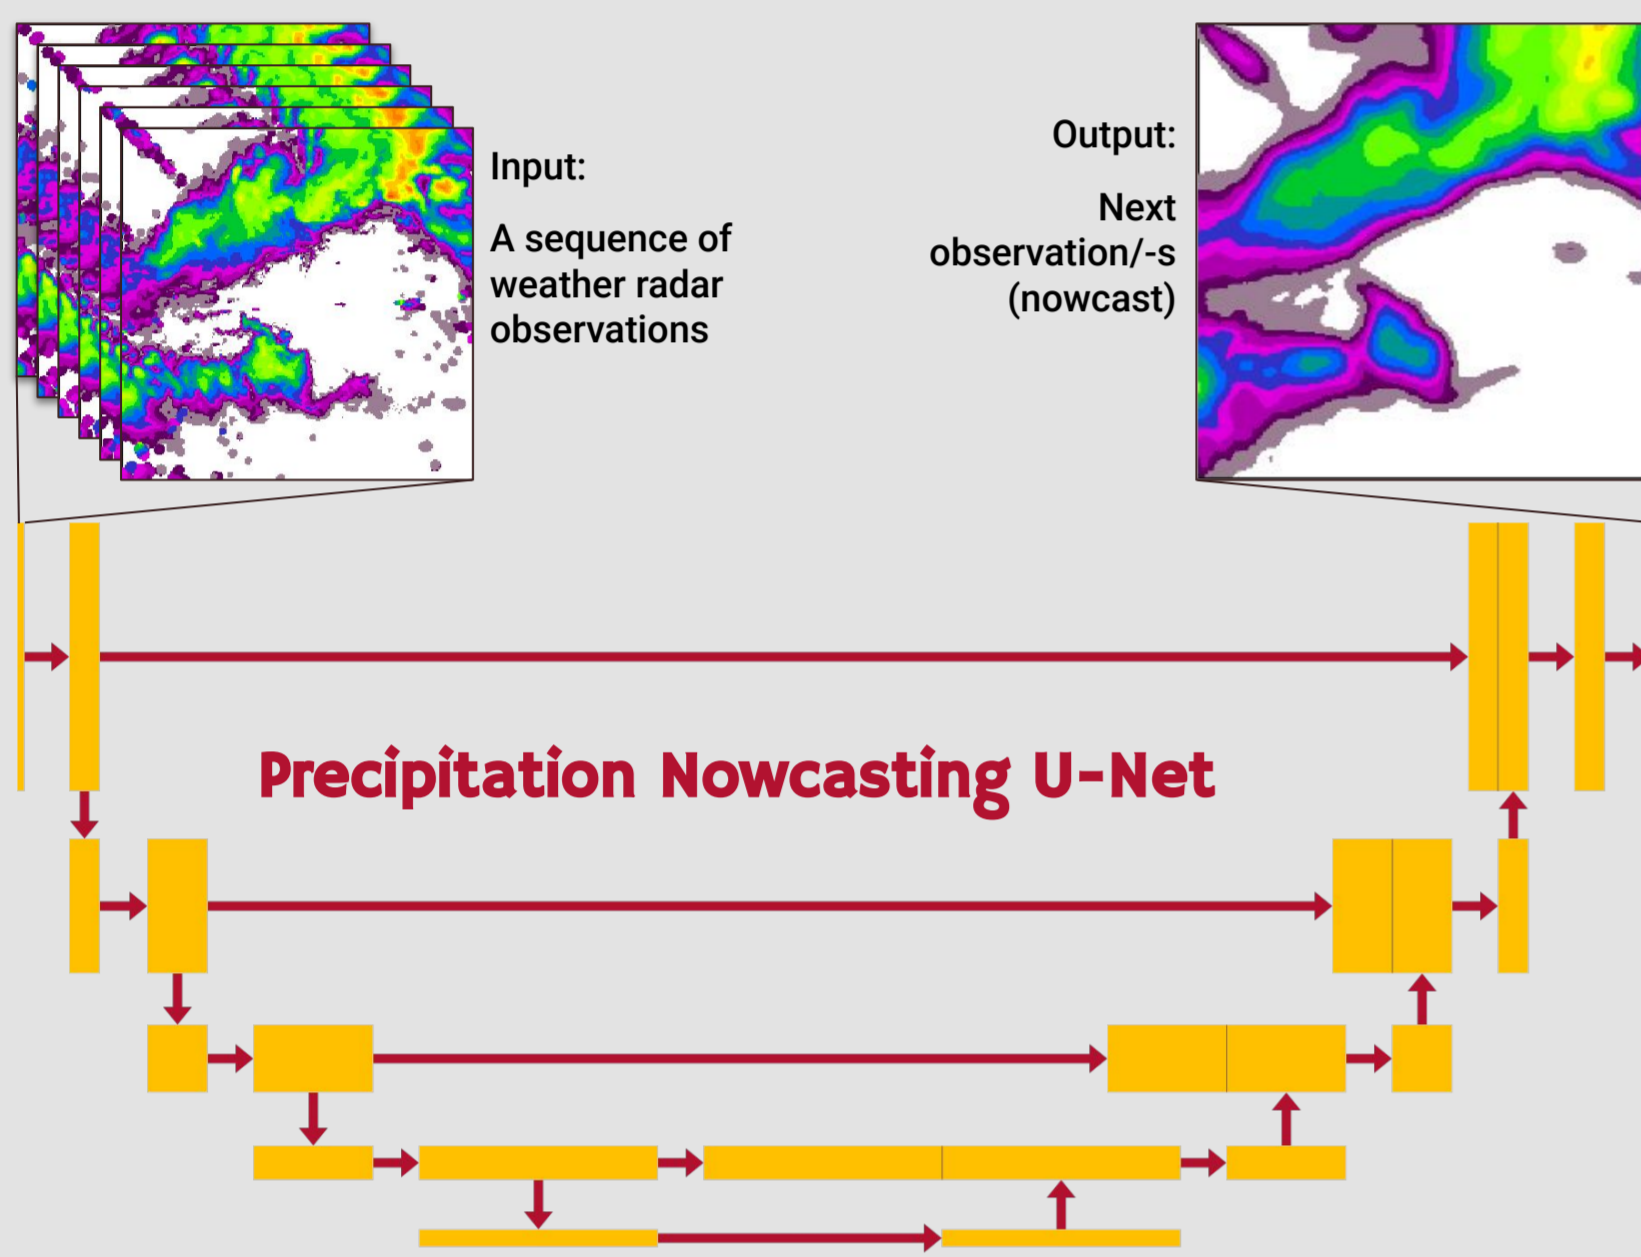 Input:
A sequence of
weather radar
observations
Output:
Next
observation/-s
(nowcast)
Precipitation Nowcasting U-Net